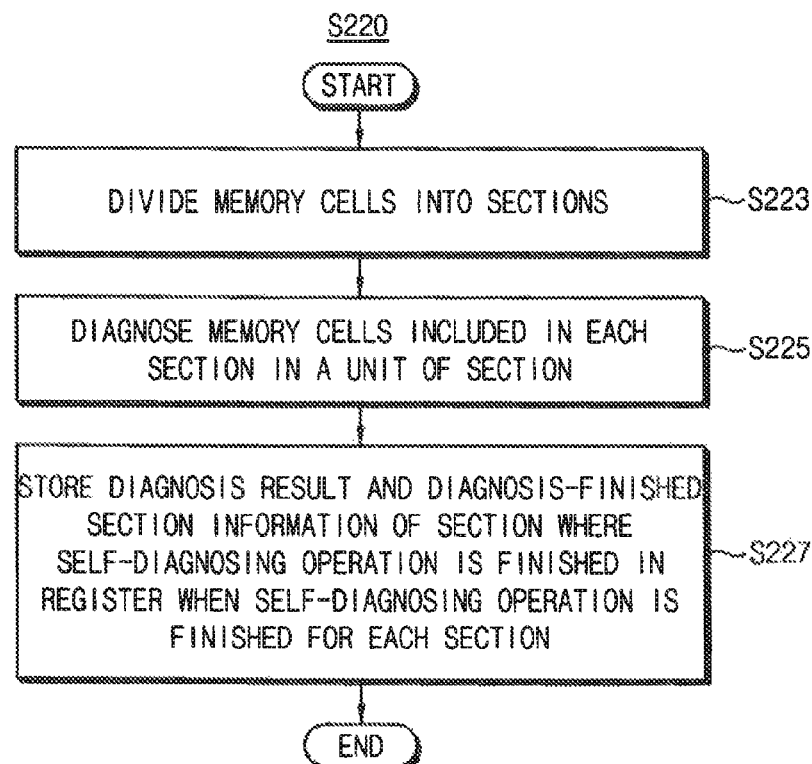 S220
START
DIVIDE MEMORY CELLS INTO SECTIONS
S223
DIAGNOSE MEMORY CELLS INCLUDED IN EACH
SECTION IN A UNIT OF SECTION
S225
STORE DIAGNOSIS RESULT AND DIAGNOSIS-FINISHED
SECTION INFORMATION OF SECTION WHERE
SELF-DIAGNOSING OPERATION IS FINISHED IN
REGISTER WHEN SELF-DIAGNOSING OPERATION IS
FINISHED FOR EACH SECTION
S227
END